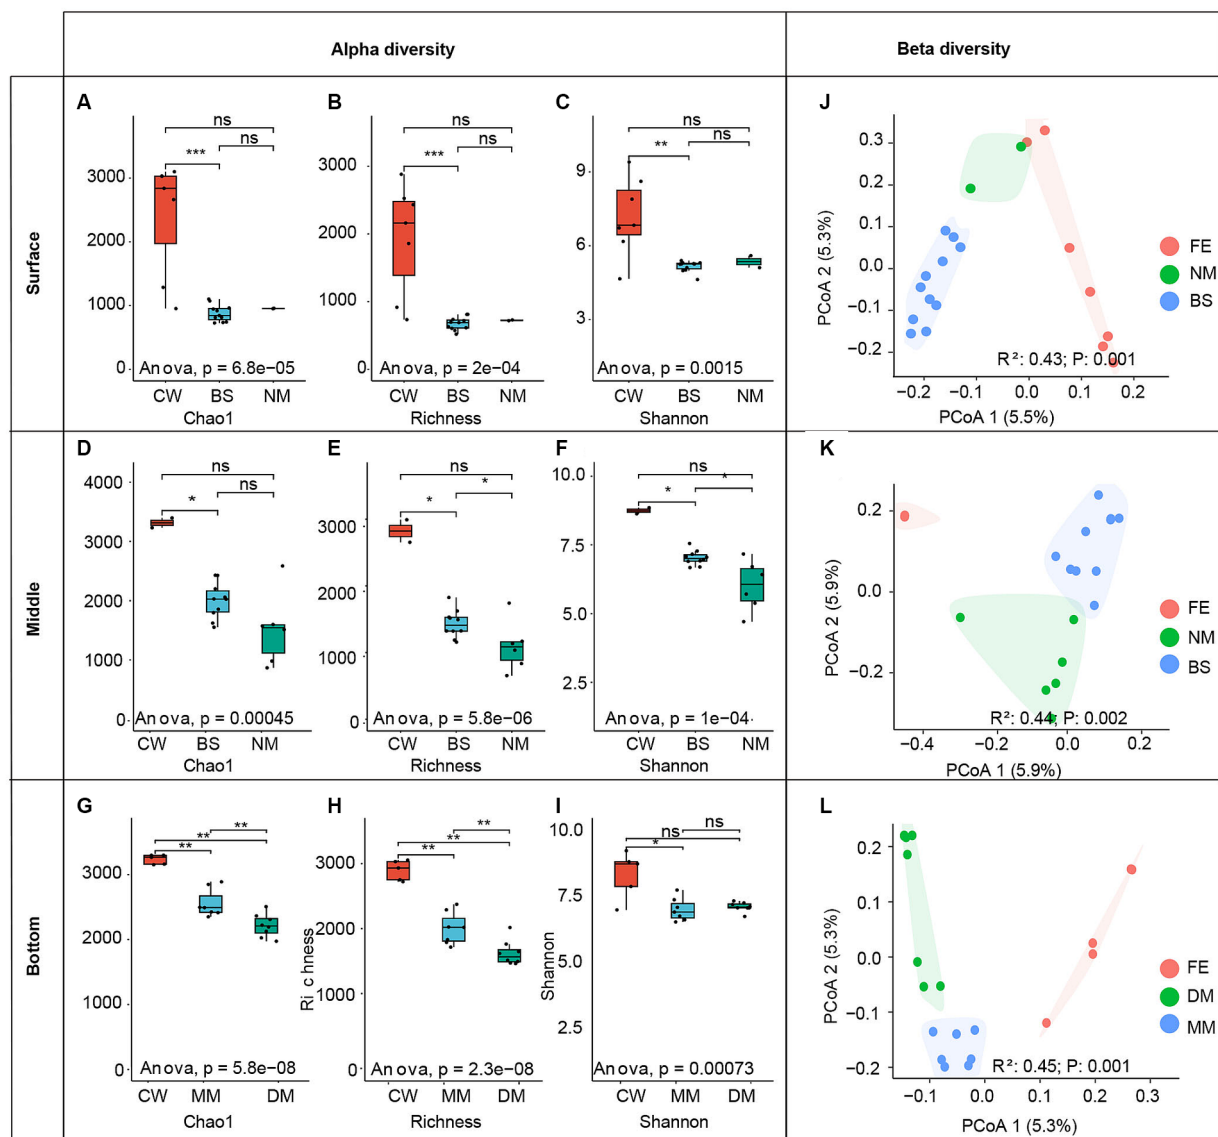 Alpha diversity
Beta diversity
Surface
A
3000
2000
1000
0
ns
ns
***
Anova, p = 6.8e−05
CW BS NM
Chao1
B
3000
2000
1000
0
ns
ns
***
Anova, p = 2e−04
CW BS NM
Richness
C
9
6
3
ns
ns
**
Anova, p = 0.0015
CW BS NM
Shannon
J
PCoA 2 (5.3%)
0.3
0.2
0.1
0.0
−0.1
−0.2
R²: 0.43; P: 0.001
−0.2 −0.1 0.0 0.1 0.2
PCoA 1 (5.5%)
FE
NM
BS
Middle
D
4000
3000
2000
1000
0
ns
ns
*
Anova, p = 0.00045
CW BS NM
Chao1
E
3000
2000
1000
0
ns
*
*
Anova, p = 5.8e−06
CW BS NM
Richness
F
10.0
7.5
5.0
2.5
ns
*
*
Anova, p = 1e−04
CW BS NM
Shannon
K
PCoA 2 (5.9%)
0.2
0.0
−0.2
R²: 0.44; P: 0.002
−0.4 −0.2 0.0 0.2
PCoA 1 (5.9%)
FE
NM
BS
Bottom
G
3000
2000
1000
0
**
**
**
Anova, p = 5.8e−08
CW MM DM
Chao1
H
Ri c hness
3000
2000
1000
0
**
**
**
Anova, p = 2.3e−08
CW MM DM
Richness
I
Shannon
10.0
7.5
5.0
2.5
ns
ns
*
Anova, p = 0.00073
CW MM DM
Shannon
L
PCoA 2 (5.3%)
0.2
0.1
0.0
−0.1
−0.2
R²: 0.45; P: 0.001
−0.1 0.0 0.1 0.2 0.3
PCoA 1 (5.3%)
FE
DM
MM